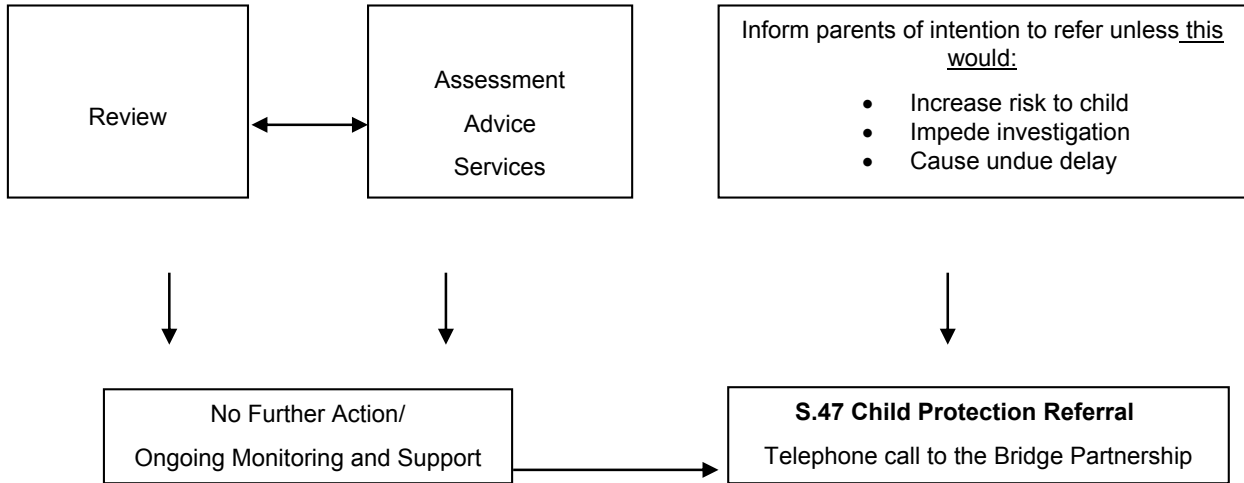 Review
Assessment
Advice
Services
Inform parents of intention to refer unless this
would:
• Increase risk to child
• Impede investigation
• Cause undue delay
No Further Action/
Ongoing Monitoring and Support
S.47 Child Protection Referral
Telephone call to the Bridge Partnership